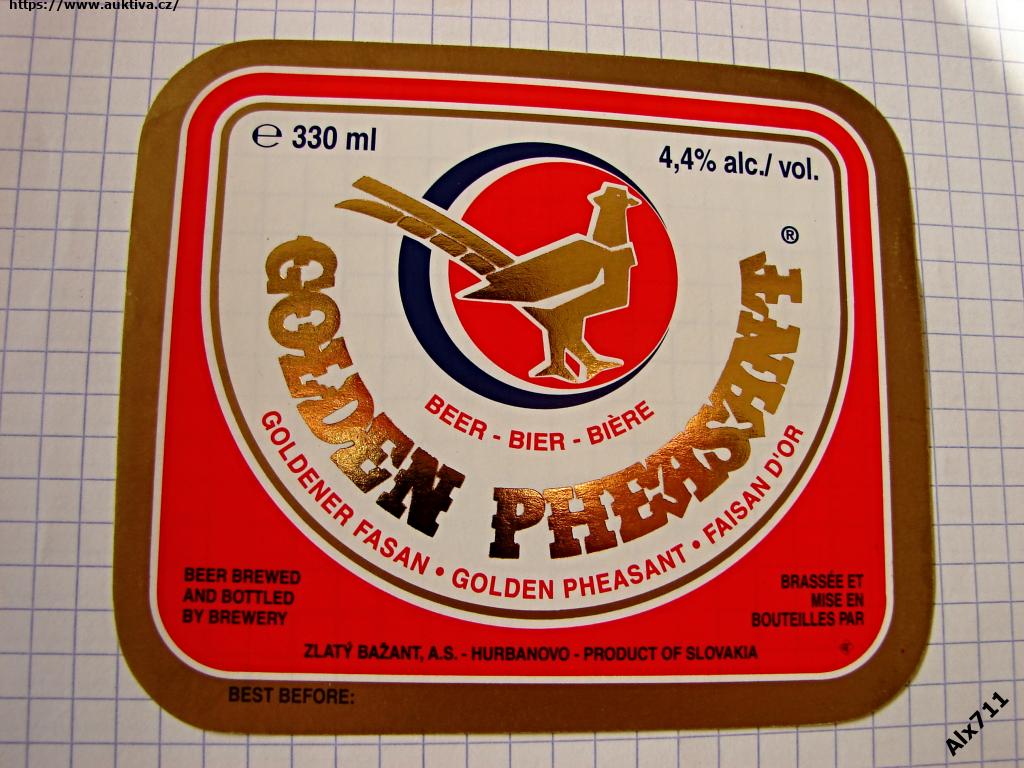 https://www.auktiva.cz/
℮ 330 ml
4,4% alc./ vol.
®
GOLDEN PHEASANT
BEER - BIER - BIÈRE
GOLDENER FASAN • GOLDEN PHEASANT • FAISAN D'OR
BEER BREWED
AND BOTTLED
BY BREWERY
BRASSÉE ET
MISE EN
BOUTEILLES PAR
ZLATÝ BAŽANT, A.S. - HURBANOVO - PRODUCT OF SLOVAKIA
BEST BEFORE:
Alx711